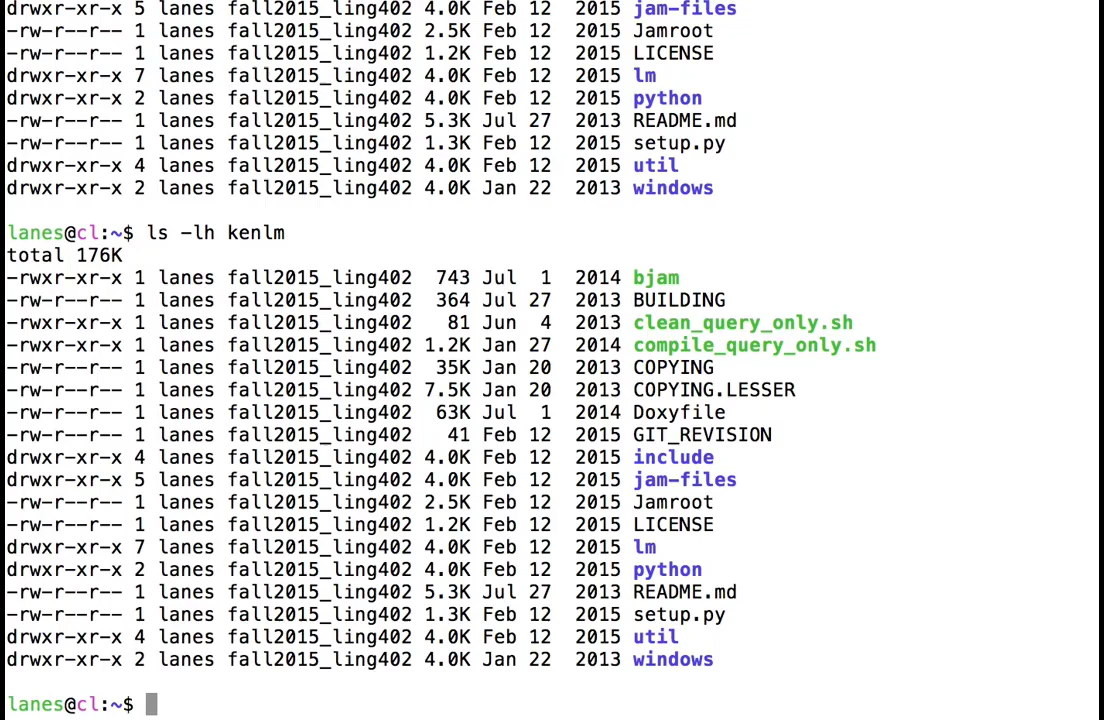 drwxr-xr-x 5 lanes fall2015_ling402 4.0K Feb 12  2015 jam-files
-rw-r--r-- 1 lanes fall2015_ling402 2.5K Feb 12  2015 Jamroot
-rw-r--r-- 1 lanes fall2015_ling402 1.2K Feb 12  2015 LICENSE
drwxr-xr-x 7 lanes fall2015_ling402 4.0K Feb 12  2015 lm
drwxr-xr-x 2 lanes fall2015_ling402 4.0K Feb 12  2015 python
-rw-r--r-- 1 lanes fall2015_ling402 5.3K Jul 27  2013 README.md
-rw-r--r-- 1 lanes fall2015_ling402 1.3K Feb 12  2015 setup.py
drwxr-xr-x 4 lanes fall2015_ling402 4.0K Feb 12  2015 util
drwxr-xr-x 2 lanes fall2015_ling402 4.0K Jan 22  2013 windows
lanes@cl:~$ ls -lh kenlm
total 176K
-rwxr-xr-x 1 lanes fall2015_ling402  743 Jul  1  2014 bjam
-rw-r--r-- 1 lanes fall2015_ling402  364 Jul 27  2013 BUILDING
-rwxr-xr-x 1 lanes fall2015_ling402   81 Jun  4  2013 clean_query_only.sh
-rwxr-xr-x 1 lanes fall2015_ling402 1.2K Jan 27  2014 compile_query_only.sh
-rw-r--r-- 1 lanes fall2015_ling402  35K Jan 20  2013 COPYING
-rw-r--r-- 1 lanes fall2015_ling402 7.5K Jan 20  2013 COPYING.LESSER
-rw-r--r-- 1 lanes fall2015_ling402  63K Jul  1  2014 Doxyfile
-rw-r--r-- 1 lanes fall2015_ling402   41 Feb 12  2015 GIT_REVISION
drwxr-xr-x 4 lanes fall2015_ling402 4.0K Feb 12  2015 include
drwxr-xr-x 5 lanes fall2015_ling402 4.0K Feb 12  2015 jam-files
-rw-r--r-- 1 lanes fall2015_ling402 2.5K Feb 12  2015 Jamroot
-rw-r--r-- 1 lanes fall2015_ling402 1.2K Feb 12  2015 LICENSE
drwxr-xr-x 7 lanes fall2015_ling402 4.0K Feb 12  2015 lm
drwxr-xr-x 2 lanes fall2015_ling402 4.0K Feb 12  2015 python
-rw-r--r-- 1 lanes fall2015_ling402 5.3K Jul 27  2013 README.md
-rw-r--r-- 1 lanes fall2015_ling402 1.3K Feb 12  2015 setup.py
drwxr-xr-x 4 lanes fall2015_ling402 4.0K Feb 12  2015 util
drwxr-xr-x 2 lanes fall2015_ling402 4.0K Jan 22  2013 windows
lanes@cl:~$